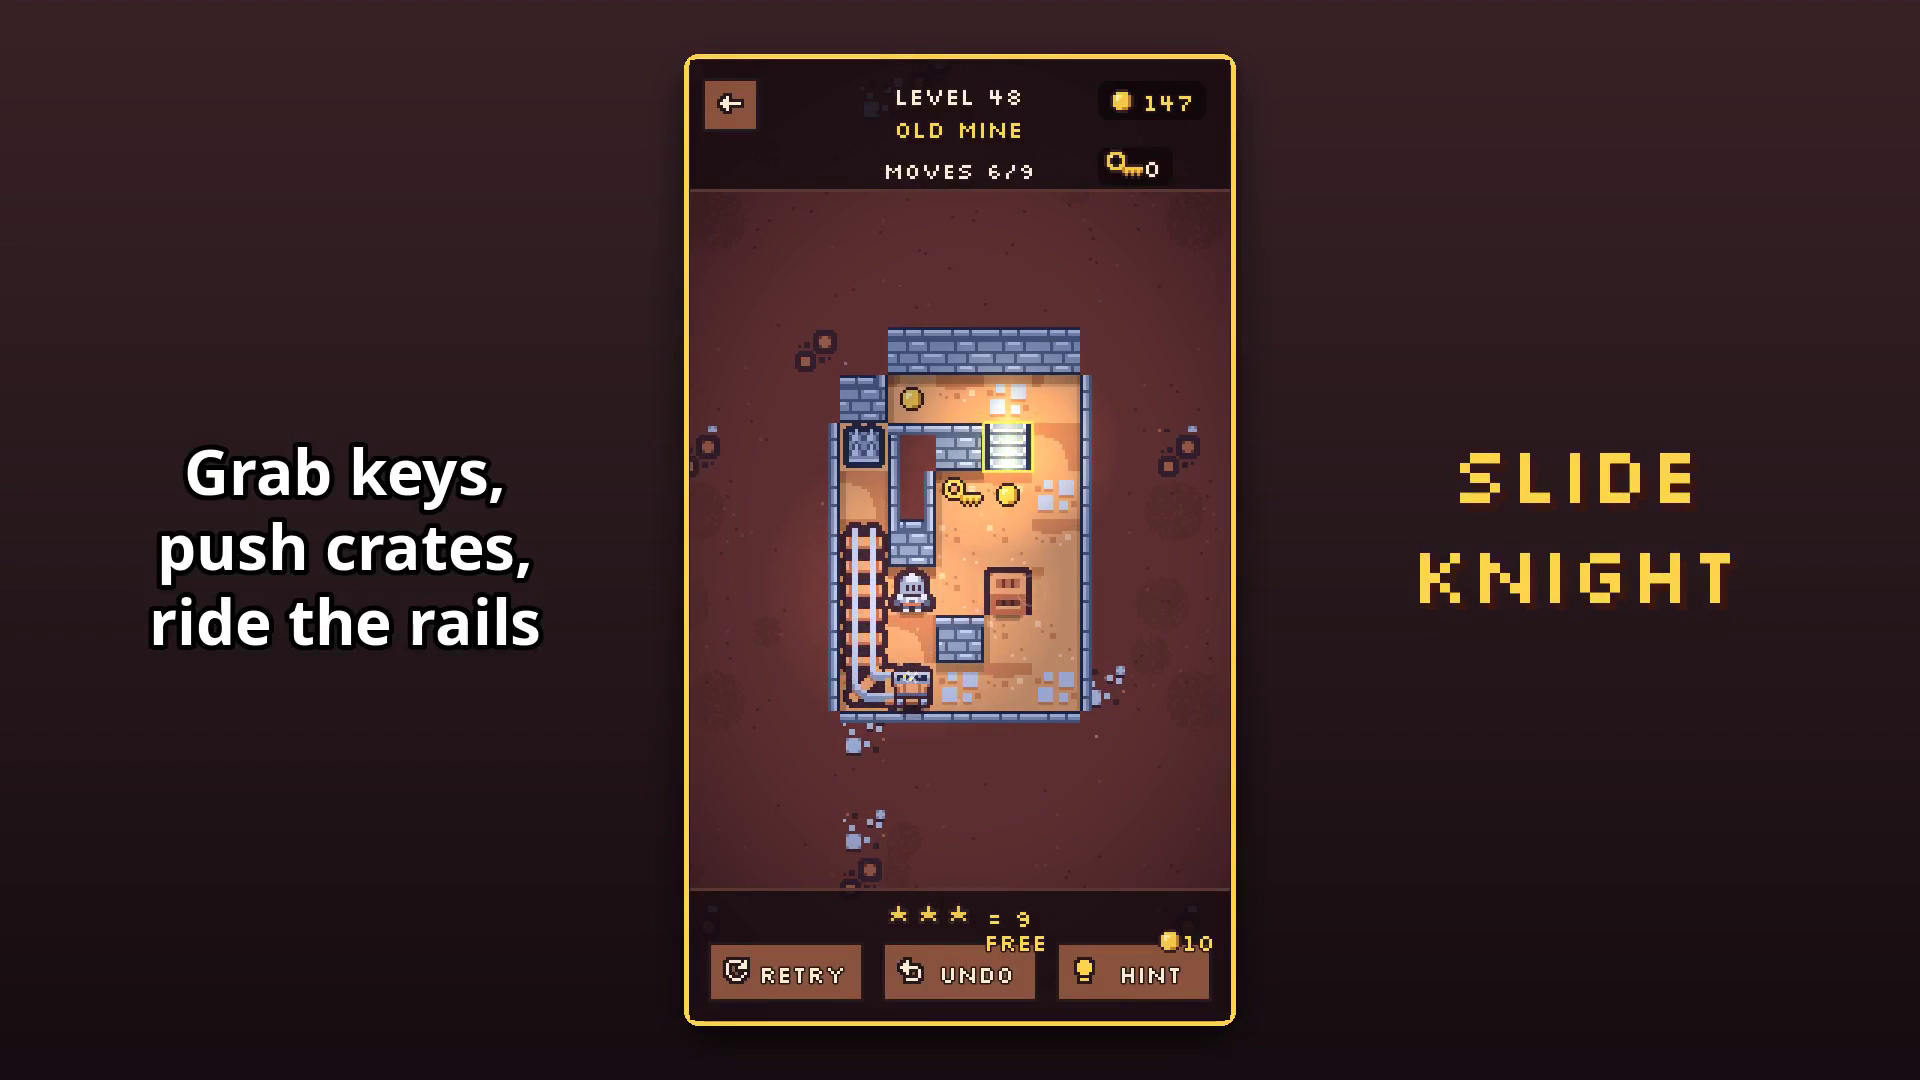 Grab keys,
push crates,
ride the rails
LEVEL 48
OLD MINE
MOVES 6/9
147
0
= 9
FREE
10
RETRY
UNDO
HINT
SLIDE
KNIGHT